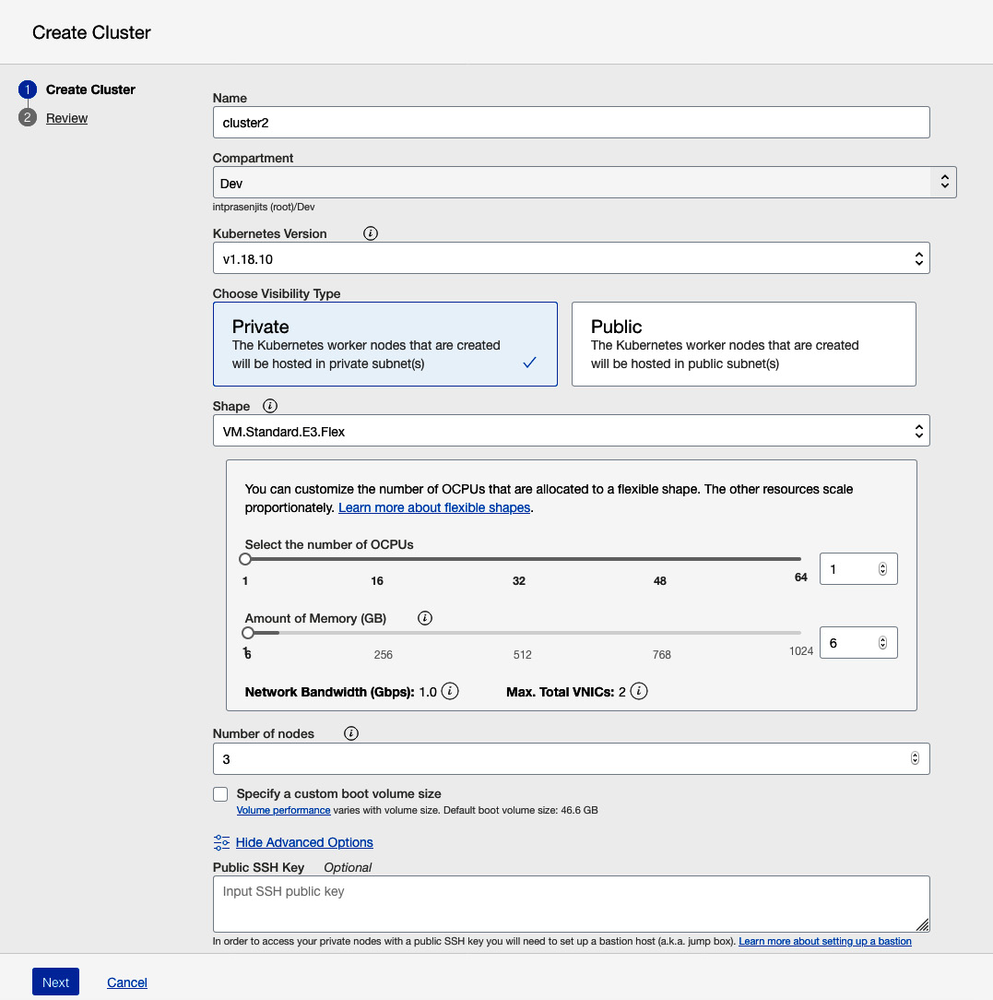 Create Cluster
1 Create Cluster
2 Review
Name
cluster2
Compartment
Dev
intprasenjits (root)/Dev
Kubernetes Version
v1.18.10
Choose Visibility Type
Private
The Kubernetes worker nodes that are created
will be hosted in private subnet(s)
Public
The Kubernetes worker nodes that are created
will be hosted in public subnet(s)
Shape
VM.Standard.E3.Flex
You can customize the number of OCPUs that are allocated to a flexible shape. The other resources scale
proportionately. Learn more about flexible shapes.
Select the number of OCPUs
1 16 32 48 64
1
Amount of Memory (GB)
1 6 256 512 768 1024
6
Network Bandwidth (Gbps): 1.0 Max. Total VNICs: 2
Number of nodes
3
Specify a custom boot volume size
Volume performance varies with volume size. Default boot volume size: 46.6 GB
Hide Advanced Options
Public SSH Key Optional
Input SSH public key
In order to access your private nodes with a public SSH key you will need to set up a bastion host (a.k.a. jump box). Learn more about setting up a bastion
Next Cancel